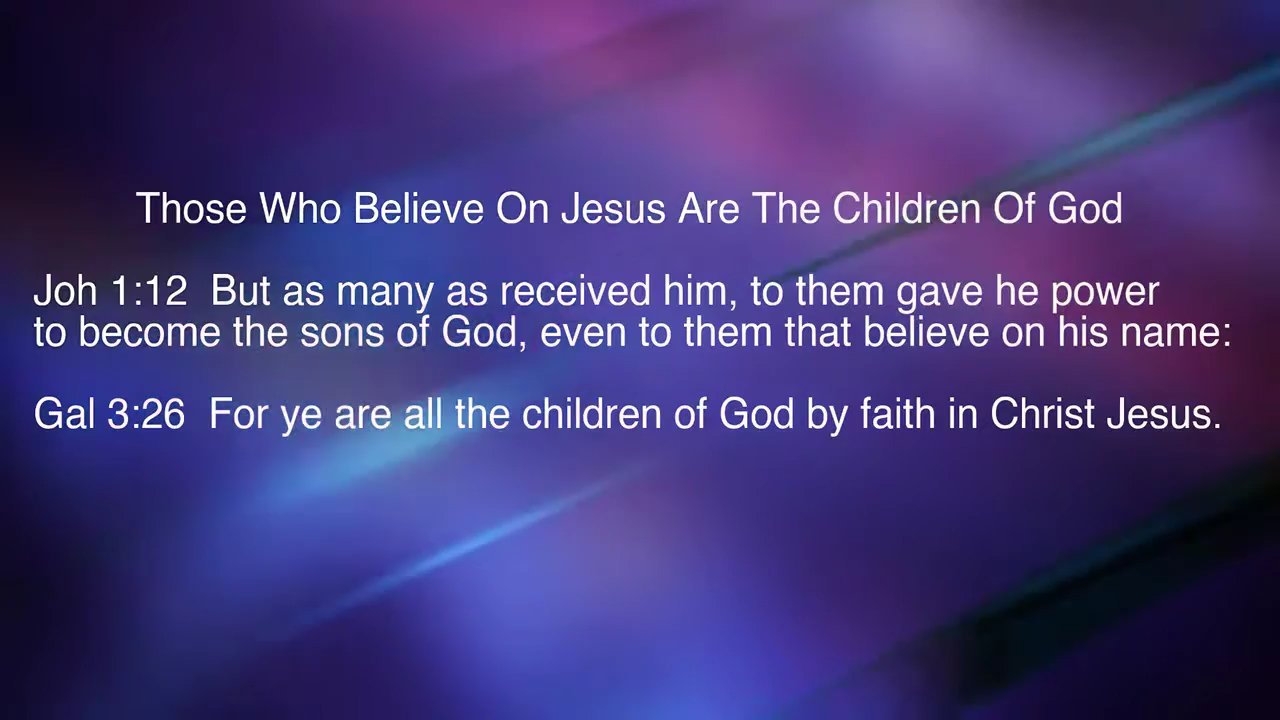 Those Who Believe On Jesus Are The Children Of God
Joh 1:12  But as many as received him, to them gave he power
to become the sons of God, even to them that believe on his name:
Gal 3:26  For ye are all the children of God by faith in Christ Jesus.